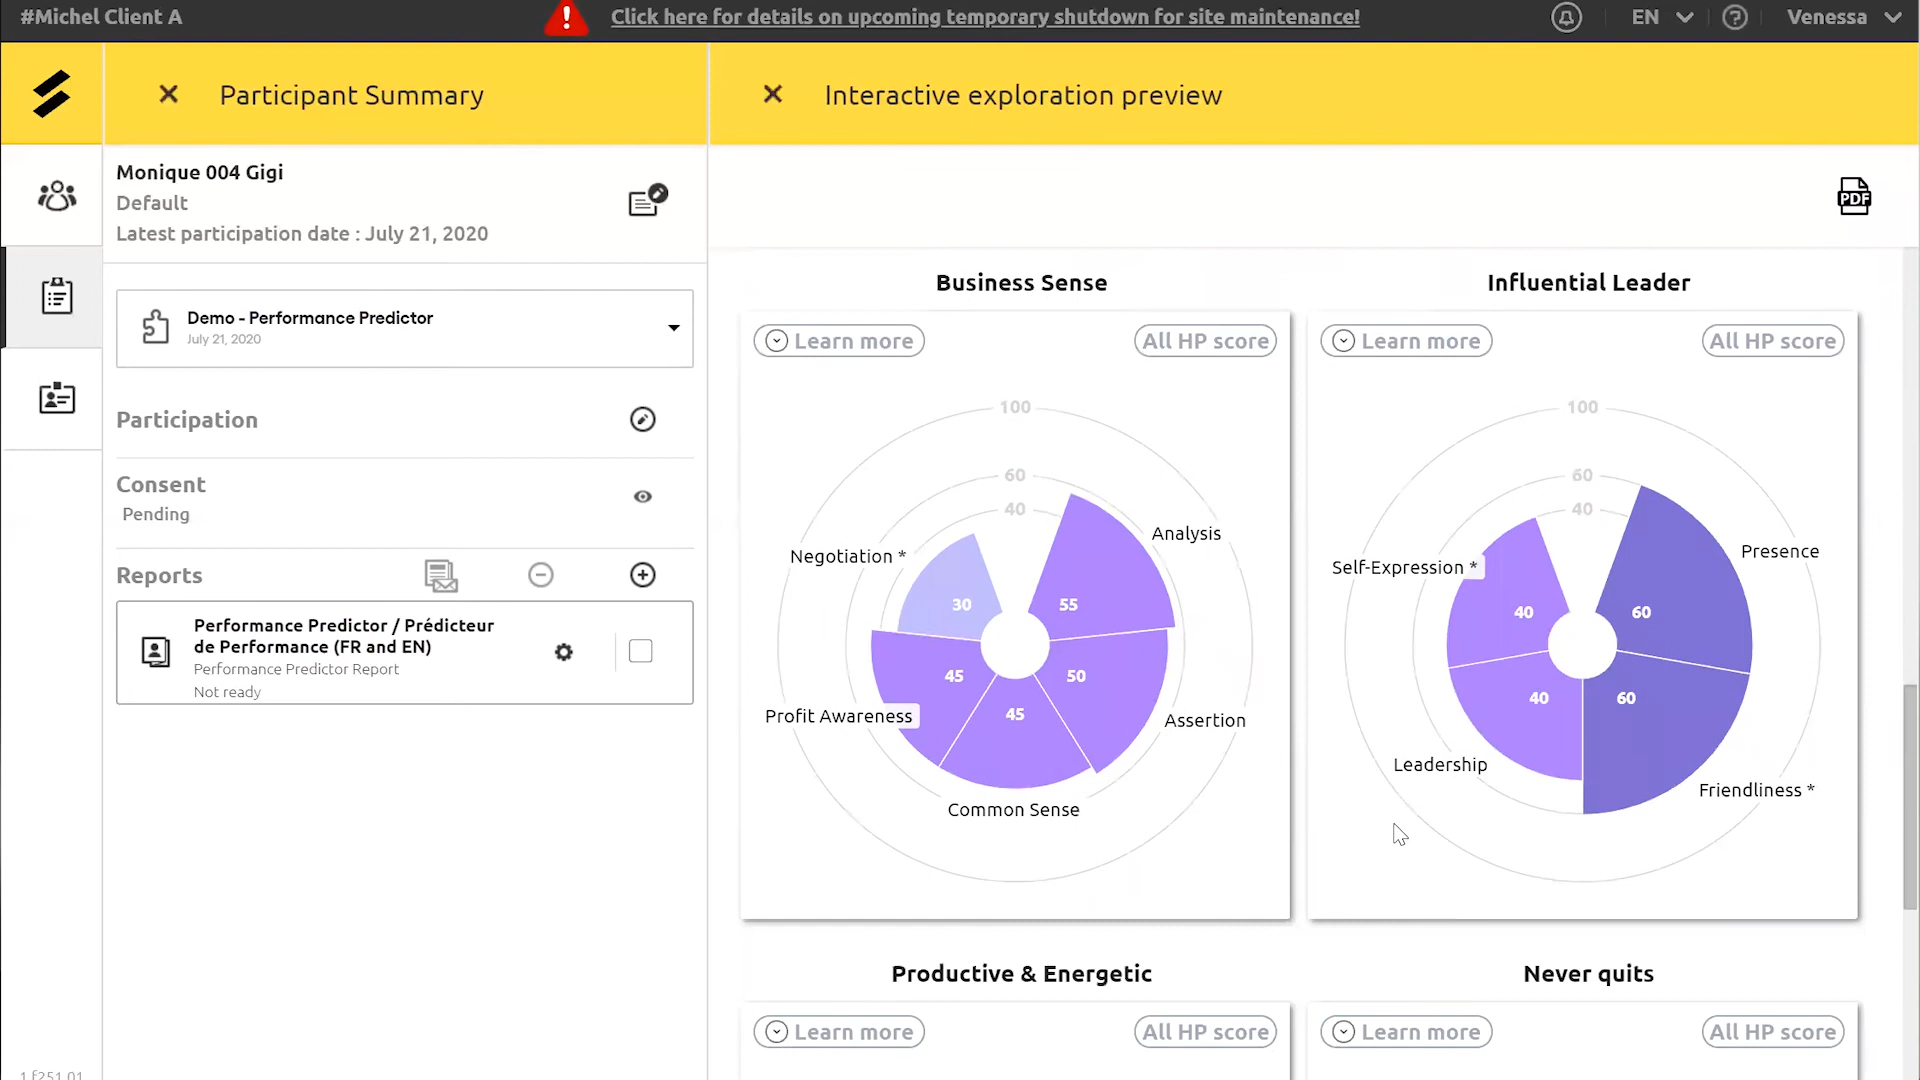 #Michel Client A
Click here for details on upcoming temporary shutdown for site maintenance!
EN
Venessa
Participant Summary
Interactive exploration preview
Monique 004 Gigi
Default
Latest participation date : July 21, 2020
PDF
Demo - Performance Predictor
July 21, 2020
Participation
Consent
Pending
Reports
Performance Predictor / Prédicteur
de Performance (FR and EN)
Performance Predictor Report
Not ready
Business Sense
Learn more
All HP score
100
60
40
Analysis
Negotiation *
30
55
45
50
45
Profit Awareness
Assertion
Common Sense
Influential Leader
Learn more
All HP score
100
60
40
Presence
Self-Expression *
40
60
40
60
Leadership
Friendliness *
Productive & Energetic
Learn more
All HP score
Never quits
Learn more
All HP score